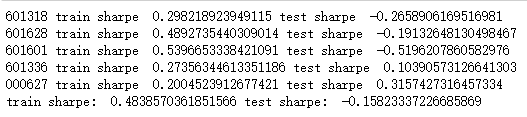 601318 train sharpe 0.298218923949115 test sharpe -0.2658906169516981
601628 train sharpe 0.4892735440309014 test sharpe -0.19132648130498467
601601 train sharpe 0.5396653338421091 test sharpe -0.5196207860582976
601336 train sharpe 0.27356344613351186 test sharpe 0.10390573126641303
000627 train sharpe 0.2004523912677421 test sharpe 0.3157427316457334
train sharpe: 0.4838570361851566 test sharpe: -0.15823337226685869